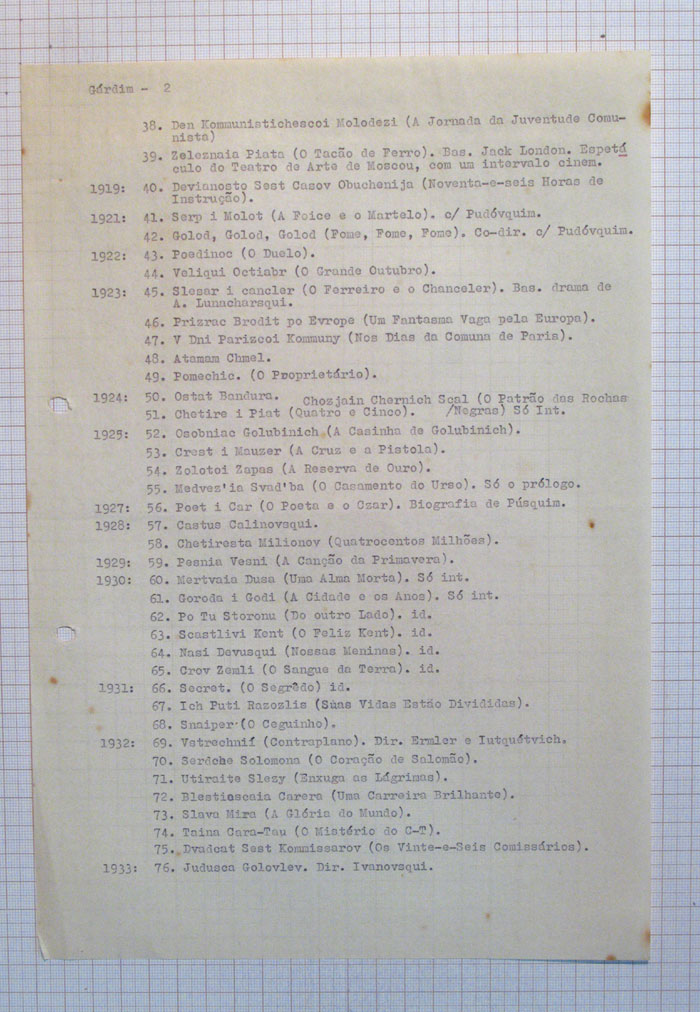 Gárdim - 2
38. Den Kommunistichescoi Molodezi (A Jornada da Juventude Comu-
nista)
39. Zeleznaia Piata (O Tacão de Ferro). Bas. Jack London. Espetá
culo do Teatro de Arte de Moscou, com um intervalo cinem.
1919: 40. Devianosto Sest Casov Obuchenija (Noventa-e-seis Horas de
Instrução).
1921: 41. Serp i Molot (A Foice e o Martelo). c/ Pudóvquim.
42. Golod, Golod, Golod (Fome, Fome, Fome). Co-dir. c/ Pudóvquim.
1922: 43. Poedinoc (O Duelo).
44. Veliqui Octiabr (O Grande Outubro).
1923: 45. Slesar i cancler (O Ferreiro e o Chanceler). Bas. drama de
A. Lunacharsqui.
46. Prizrac Brodit po Evrope (Um Fantasma Vaga pela Europa).
47. V Dni Parizcoi Kommuny (Nos Dias da Comuna de Paris).
48. Atamam Chmel.
49. Pomechic. (O Proprietário).
1924: 50. Ostat Bandura. Chozjain Chernich Scal (O Patrão das Rochas
51. Chetire i Piat (Quatro e Cinco). /Negras) Só Int.
1925: 52. Osobniac Golubinich (A Casinha de Golubinich).
53. Crest i Mauzer (A Cruz e a Pistola).
54. Zolotoi Zapas (A Reserva de Ouro).
55. Medvez'ia Svad'ba (O Casamento do Urso). Só o prólogo.
1927: 56. Poet i Car (O Poeta e o Czar). Biografia de Púsquim.
1928: 57. Castus Calinovsqui.
58. Chetiresta Milionov (Quatrocentos Milhões).
1929: 59. Pesnia Vesni (A Canção da Primavera).
1930: 60. Mertvaia Dusa (Uma Alma Morta). Só int.
61. Goroda i Godi (A Cidade e os Anos). Só int.
62. Po Tu Storonu (Do outro Lado). id.
63. Scastlivi Kent (O Feliz Kent). id.
64. Nasi Devusqui (Nossas Meninas). id.
65. Crov Zemli (O Sangue da Terra). id.
1931: 66. Secret. (O Segrêdo) id.
67. Ich Puti Razozlis (Suas Vidas Estão Divididas).
68. Snaiper (O Ceguinho).
1932: 69. Vstrechnií (Contraplano). Dir. Ermler e Iutquétvich.
70. Serdche Solomona (O Coração de Salomão).
71. Utiraite Slezy (Enxuga as Lágrimas).
72. Blestiascaia Carera (Uma Carreira Brilhante).
73. Slava Mira (A Glória do Mundo).
74. Taina Cara-Tau (O Mistério do C-T).
75. Dvadcat Sest Kommissarov (Os Vinte-e-Seis Comissários).
1933: 76. Judusca Golovlev. Dir. Ivanovsqui.